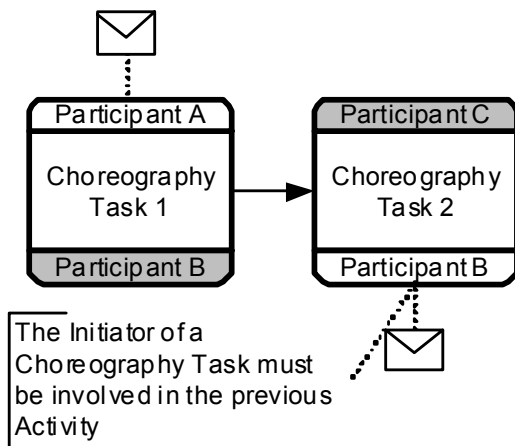 Participant A
Choreography
Task 1
Participant B
Participant C
Choreography
Task 2
Participant B
The Initiator of a
Choreography Task must
be involved in the previous
Activity